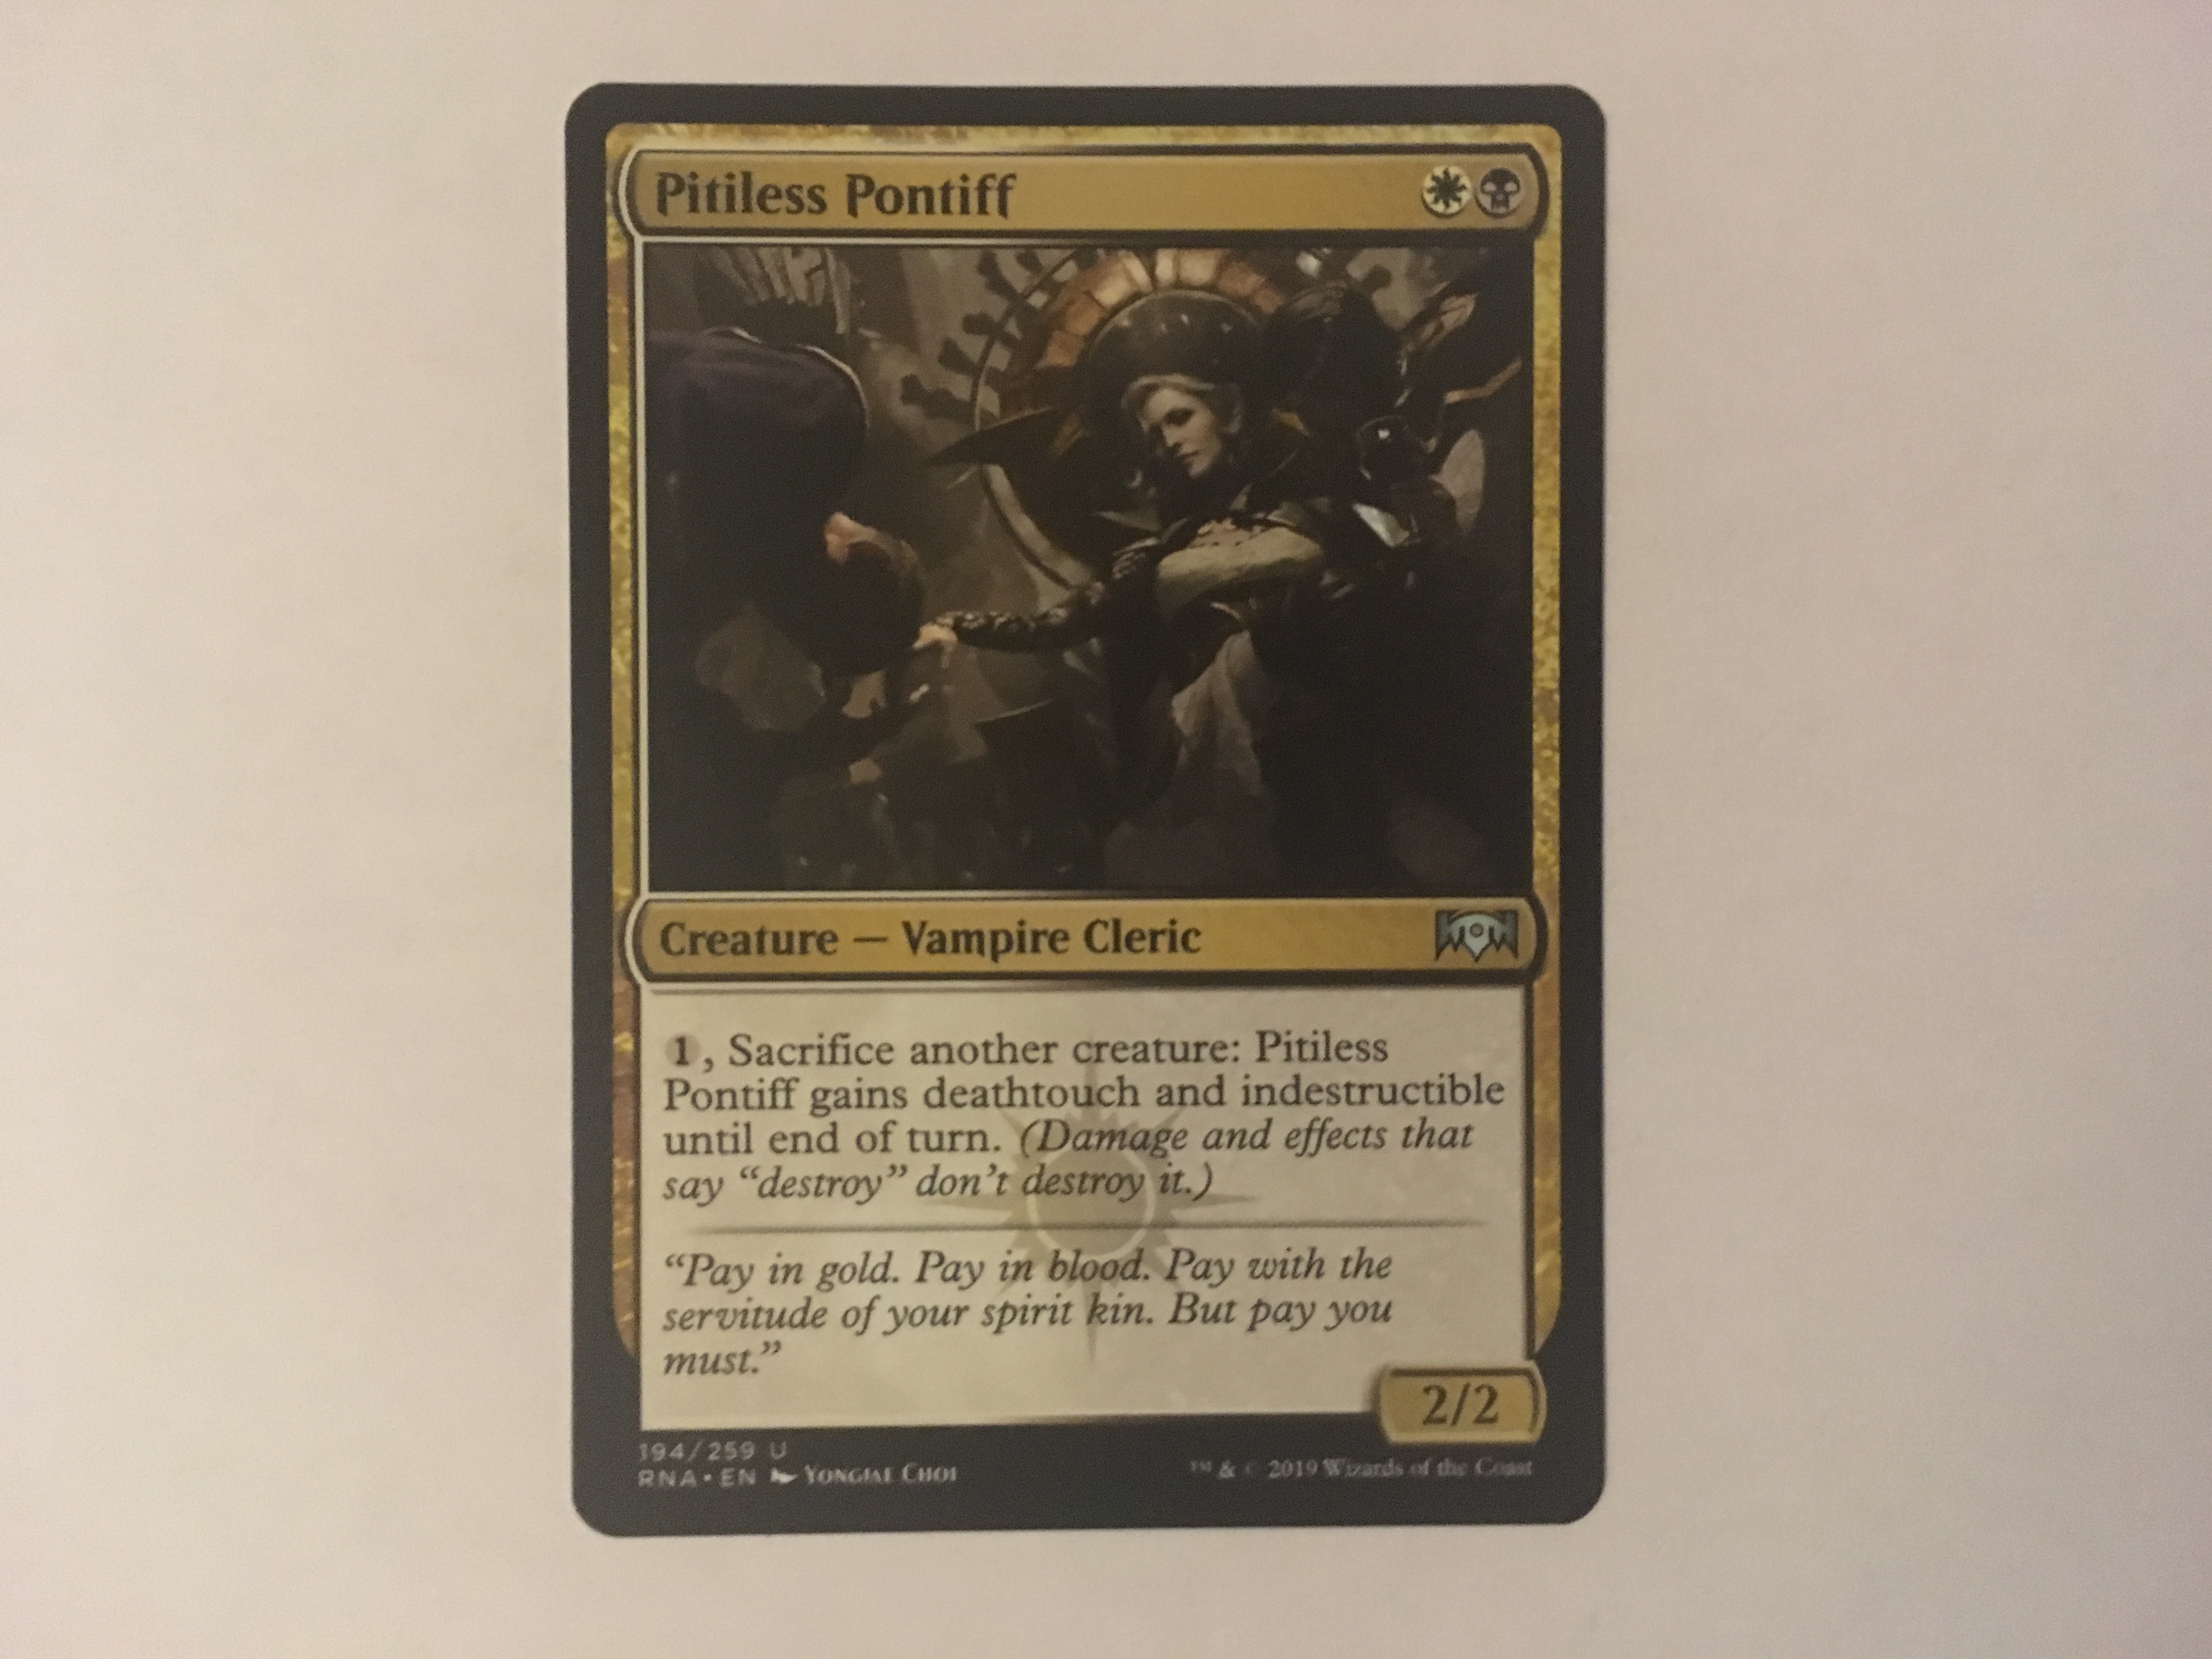 Pitiless Pontiff
Creature — Vampire Cleric
1, Sacrifice another creature: Pitiless
Pontiff gains deathtouch and indestructible
until end of turn. (Damage and effects that
say “destroy” don’t destroy it.)
“Pay in gold. Pay in blood. Pay with the
servitude of your spirit kin. But pay you
must.”
2/2
194/259 U
RNA • EN Yongjae Choi
™ & © 2019 Wizards of the Coast